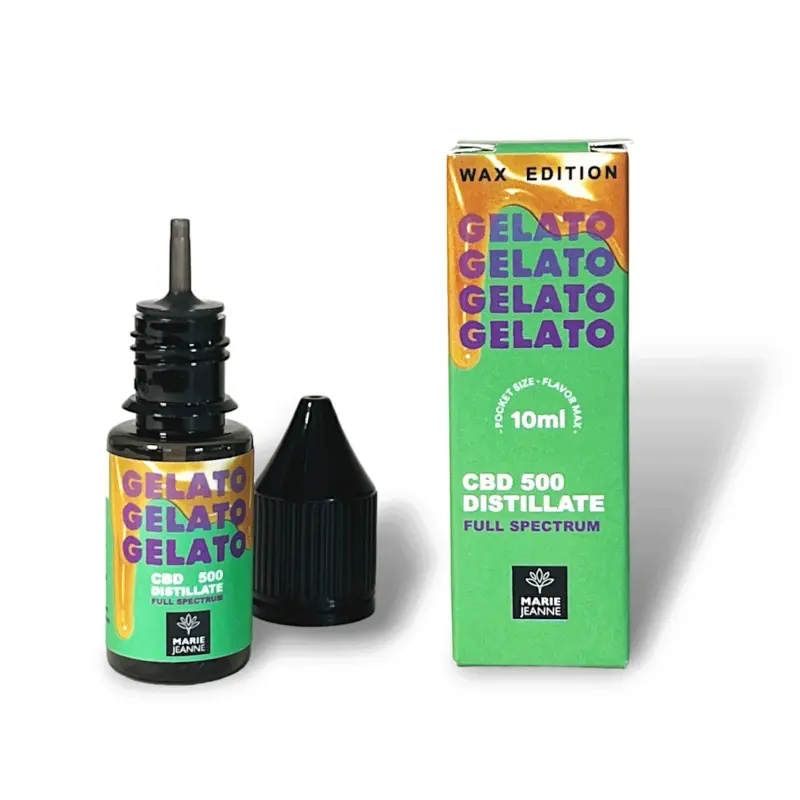 GELATO
GELATO
GELATO
CBD 500
DISTILLATE
FULL SPECTRUM
MARIE
JEANNE
WAX EDITION
GELATO
GELATO
GELATO
GELATO
- POCKET SIZE - FLAVOR MAX -
10ml
CBD 500
DISTILLATE
FULL SPECTRUM
MARIE
JEANNE